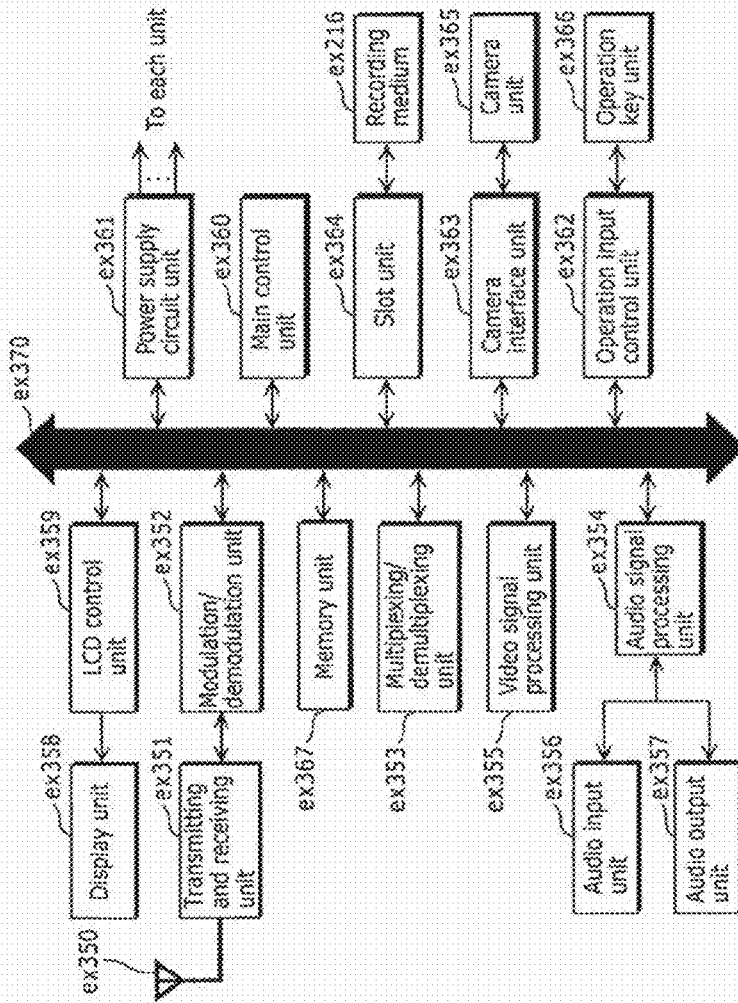 ex370
ex361
Power supply
circuit unit
To each unit
ex360
Main control
unit
ex364
Slot unit
ex216
Recording
medium
ex363
Camera
interface unit
ex365
Camera
unit
ex362
Operation input
control unit
ex366
Operation
key unit
ex358
Display unit
ex359
LCD control
unit
ex350
ex351
Transmitting
and receiving
unit
ex352
Modulation/
demodulation unit
Memory unit
ex367
Multiplexing/
demultiplexing
unit
ex353
Video signal
processing unit
ex355
ex356
Audio input
unit
ex357
Audio output
unit
ex354
Audio signal
processing
unit